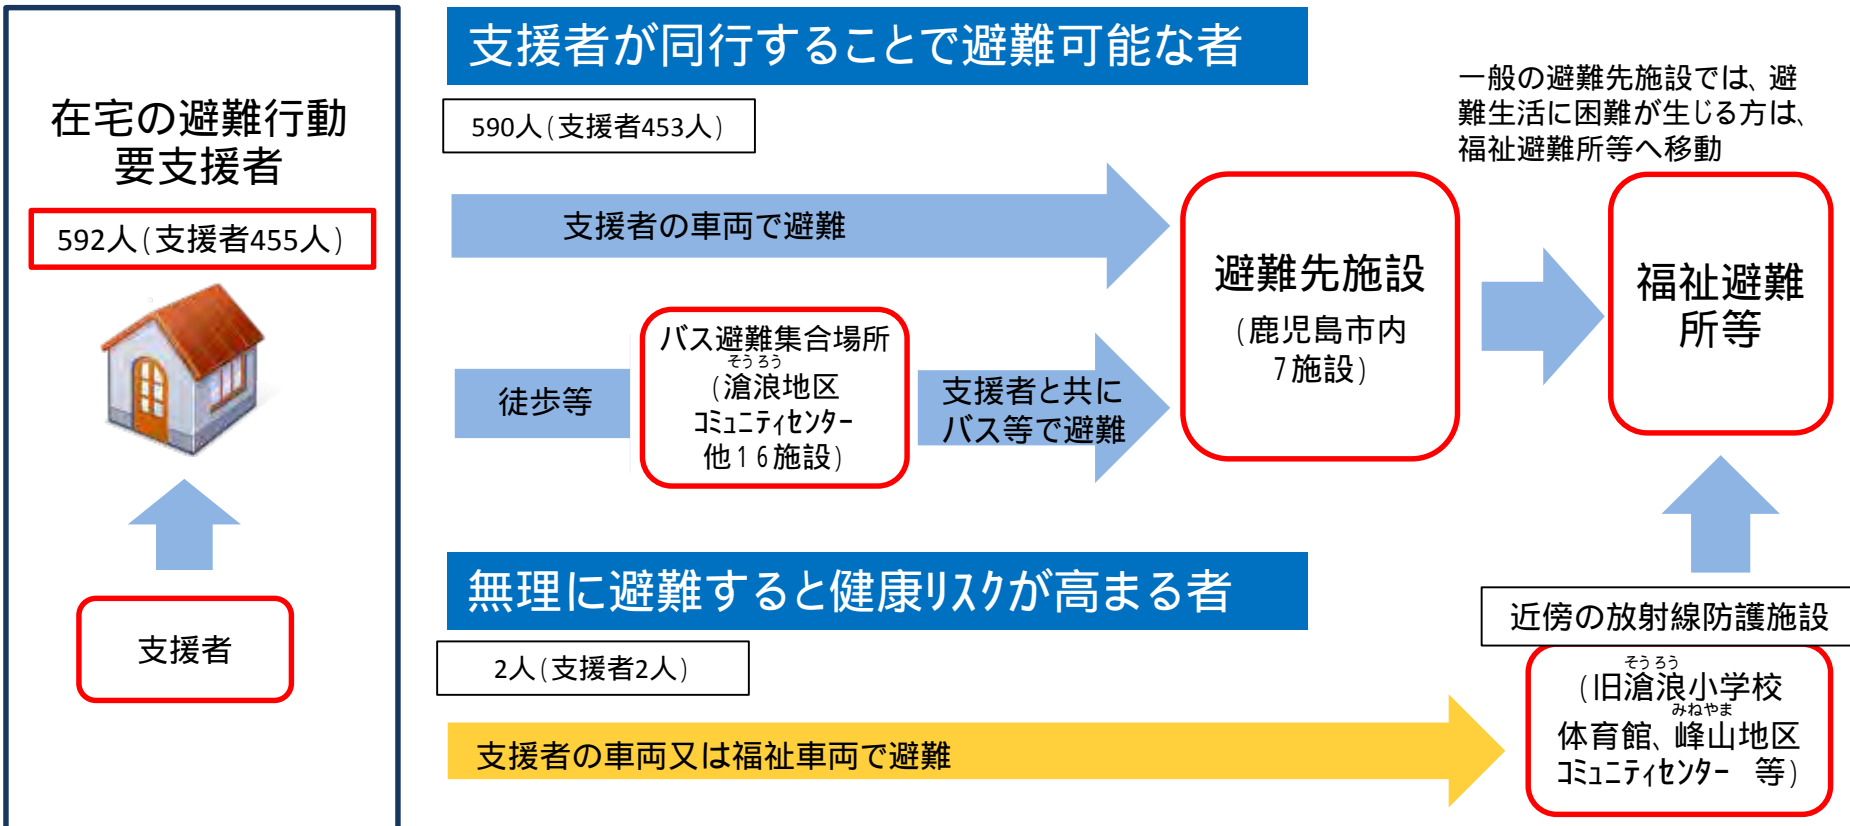 在宅の避難行動
要支援者
592人(支援者455人)
支援者
支援者が同行することで避難可能な者
590人(支援者453人)
支援者の車両で避難
徒歩等
バス避難集合場所
そうろう
(滄浪地区
コミュニティセンター
他16施設)
支援者と共に
バス等で避難
避難先施設
(鹿児島市内
7施設)
一般の避難先施設では、避
難生活に困難が生じる方は、
福祉避難所等へ移動
福祉避難
所等
無理に避難すると健康リスクが高まる者
2人(支援者2人)
支援者の車両又は福祉車両で避難
近傍の放射線防護施設
そうろう
(旧滄浪小学校
みねやま
体育館、峰山地区
コミュニティセンター 等)